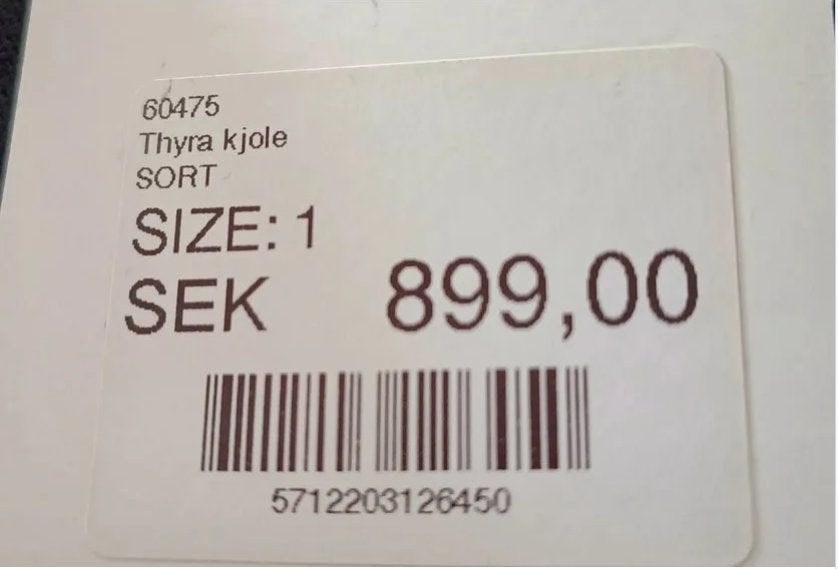 60475
Thyra kjole
SORT
SIZE: 1
SEK 899,00
5712203126450